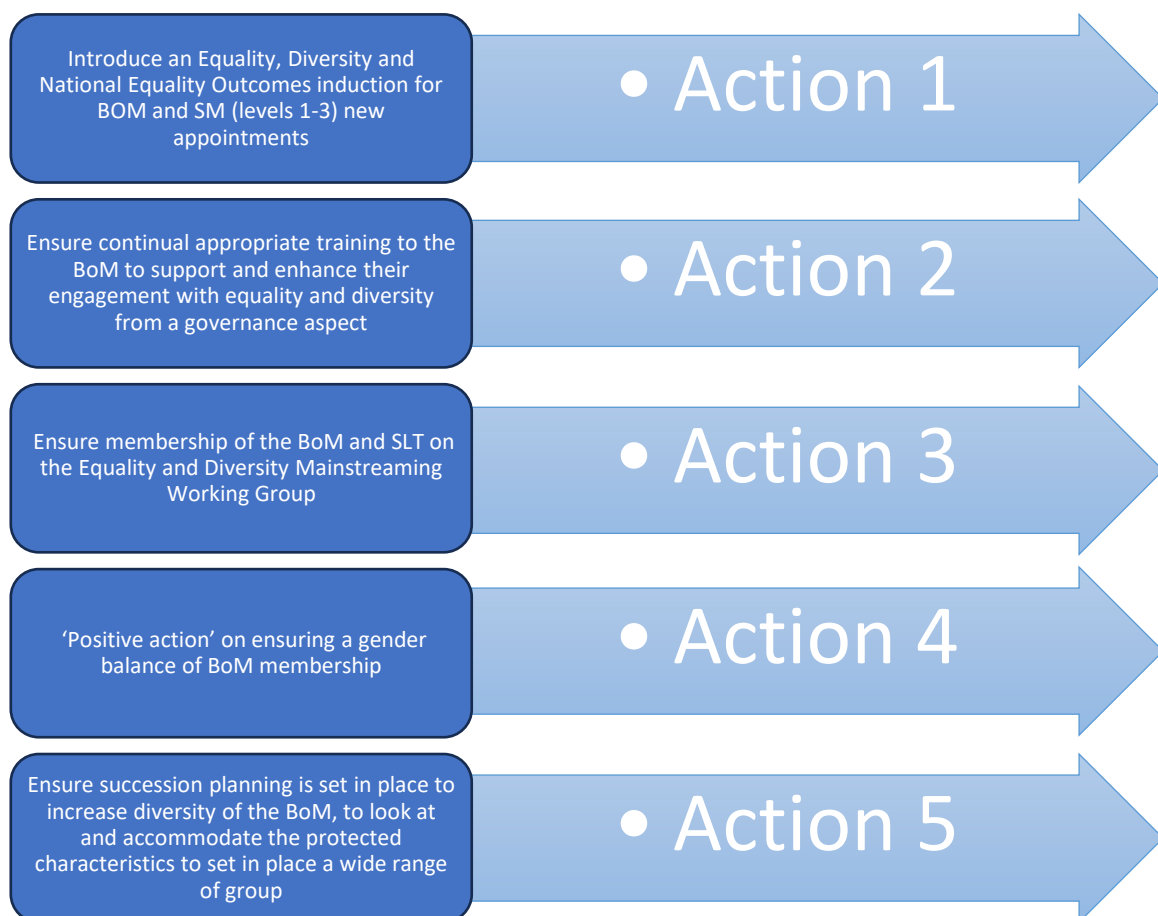 Introduce an Equality, Diversity and
National Equality Outcomes induction for
BOM and SM (levels 1-3) new
appointments
• Action 1
Ensure continual appropriate training to the
BoM to support and enhance their
engagement with equality and diversity
from a governance aspect
• Action 2
Ensure membership of the BoM and SLT on
the Equality and Diversity Mainstreaming
Working Group
• Action 3
‘Positive action’ on ensuring a gender
balance of BoM membership
• Action 4
Ensure succession planning is set in place to
increase diversity of the BoM, to look at
and accommodate the protected
characteristics to set in place a wide range
of group
• Action 5